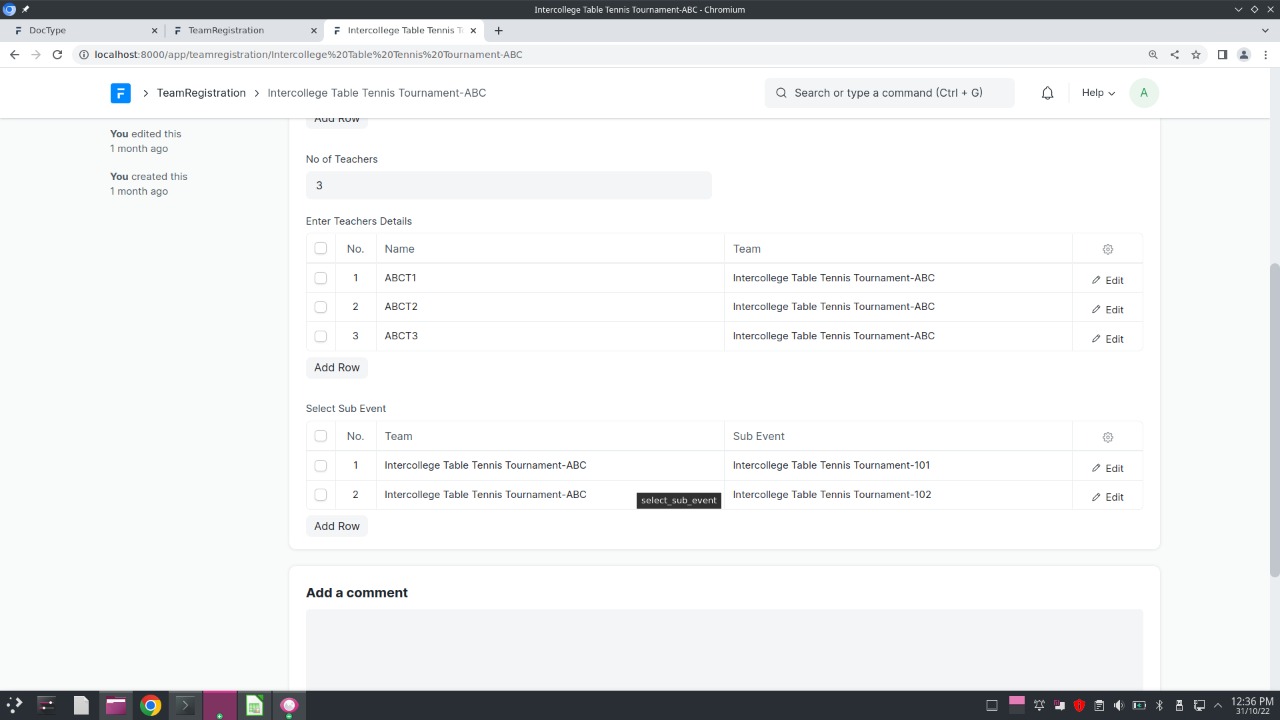 Intercollege Table Tennis Tournament-ABC - Chromium
DocType
TeamRegistration
Intercollege Table Tennis T
localhost:8000/app/teamregistration/Intercollege%20Table%20Tennis%20Tournament-ABC
TeamRegistration
Intercollege Table Tennis Tournament-ABC
Search or type a command (Ctrl + G)
Help
A
Add Row
You edited this
1 month ago
You created this
1 month ago
No of Teachers
3
Enter Teachers Details
No. Name Team
1 ABCT1 Intercollege Table Tennis Tournament-ABC Edit
2 ABCT2 Intercollege Table Tennis Tournament-ABC Edit
3 ABCT3 Intercollege Table Tennis Tournament-ABC Edit
Add Row
Select Sub Event
No. Team Sub Event
1 Intercollege Table Tennis Tournament-ABC Intercollege Table Tennis Tournament-101 Edit
2 Intercollege Table Tennis Tournament-ABC Intercollege Table Tennis Tournament-102 Edit
select_sub_event
Add Row
Add a comment
12:36 PM
31/10/22